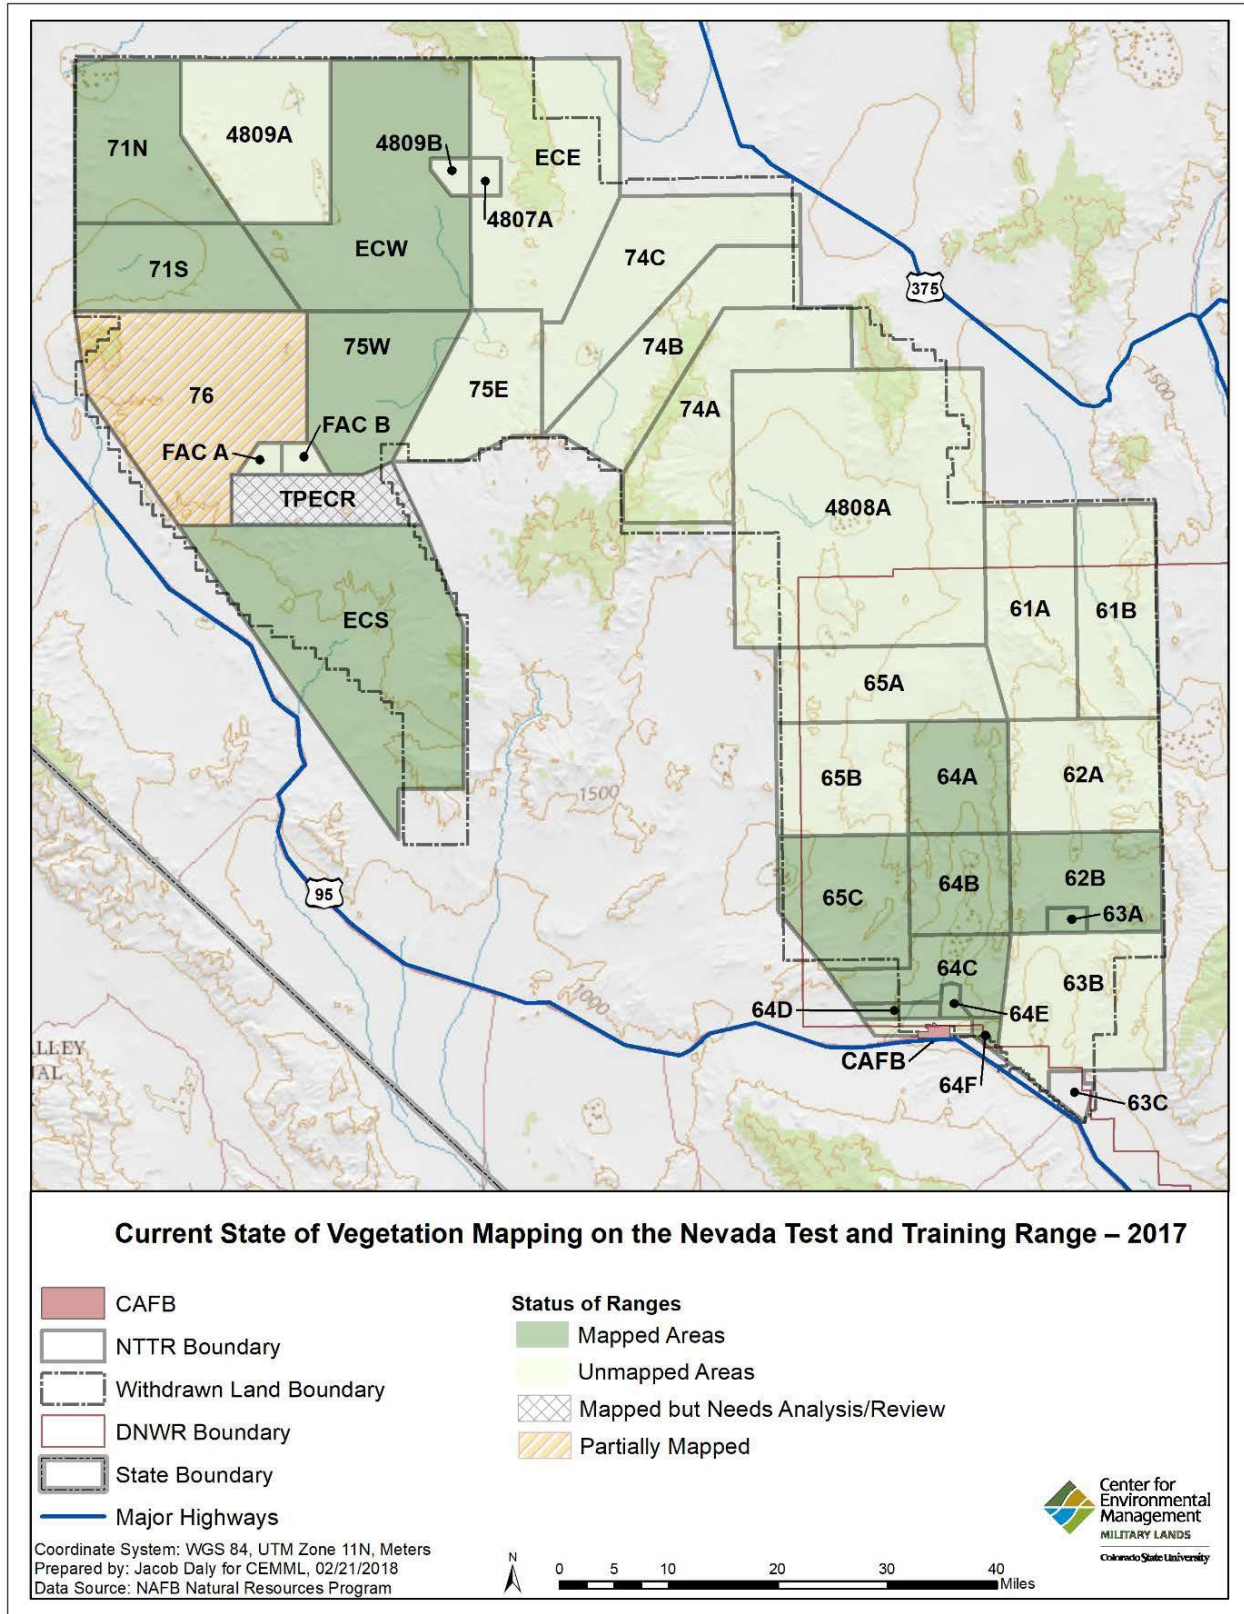 71N
4809A
4809B
ECE
4807A
71S
ECW
74C
375
75W
74B
1500
76
75E
74A
FAC B
FAC A
TPECR
4808A
ECS
61A
61B
65A
65B
64A
62A
1500
65C
64B
62B
95
63A
64C
63B
1000
64D
64E
LLEY
CAFB
64F
63C
Current State of Vegetation Mapping on the Nevada Test and Training Range – 2017
CAFB
NTTR Boundary
Withdrawn Land Boundary
DNWR Boundary
State Boundary
Major Highways
Status of Ranges
Mapped Areas
Unmapped Areas
Mapped but Needs Analysis/Review
Partially Mapped
Coordinate System: WGS 84, UTM Zone 11N, Meters
Prepared by: Jacob Daly for CEMML, 02/21/2018
Data Source: NAFB Natural Resources Program
N
0 5 10 20 30 40
Miles
Center for
Environmental
Management
MILITARY LANDS
Colorado State University